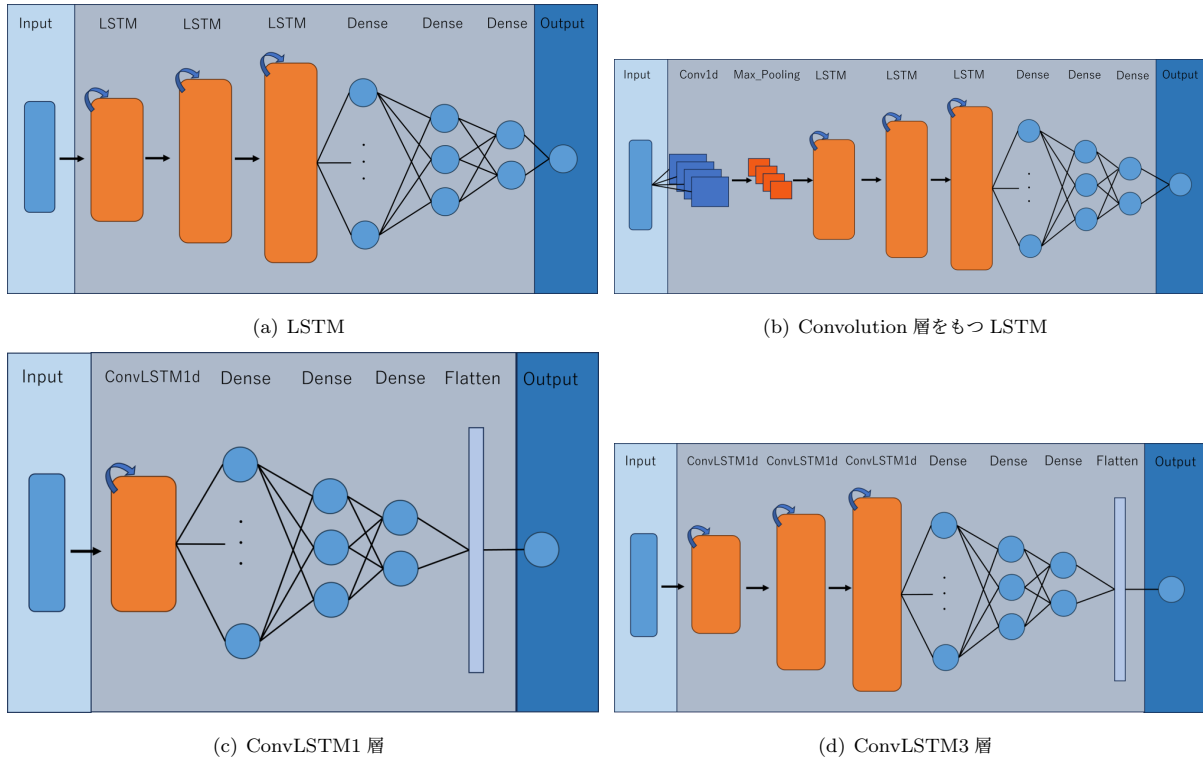 Input LSTM LSTM LSTM Dense Dense Dense Output
(a) LSTM
Input Conv1d Max_Pooling LSTM LSTM LSTM Dense Dense Dense Output
(b) Convolution 層をもつ LSTM
Input ConvLSTM1d Dense Dense Dense Flatten Output
(c) ConvLSTM1 層
Input ConvLSTM1d ConvLSTM1d ConvLSTM1d Dense Dense Dense Flatten Output
(d) ConvLSTM3 層